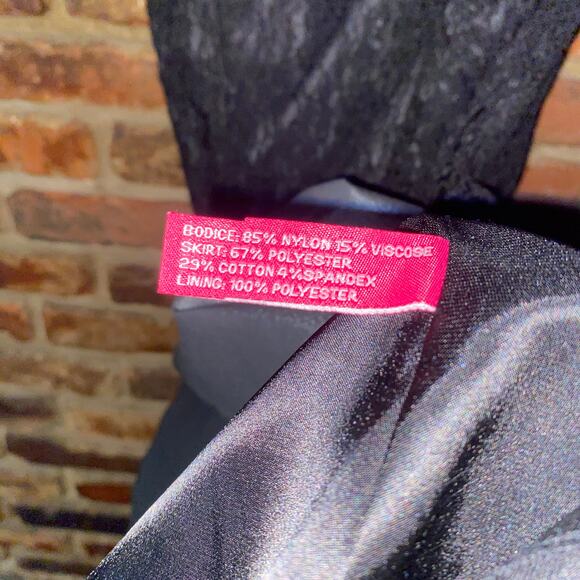 BODICE: 85% NYLON 15% VISCOSE
SKIRT: 67% POLYESTER
29% COTTON 4%SPANDEX
LINING: 100% POLYESTER